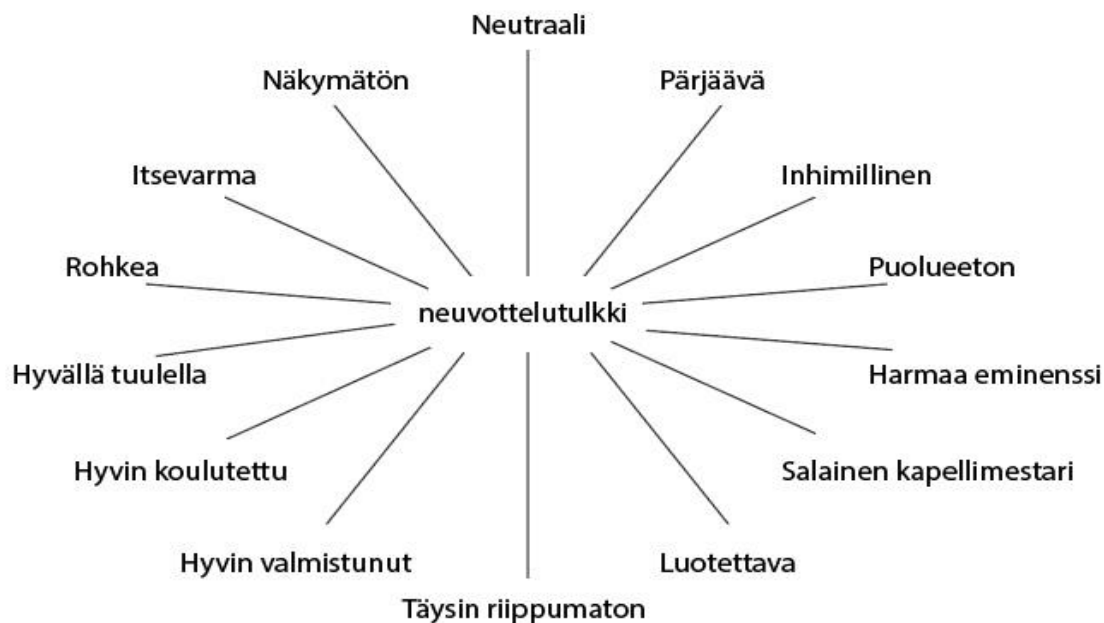 Neutraali
Näkymätön
Pärjäävä
Itsevarma
Inhimillinen
Rohkea
Puolueeton
neuvottelutulkki
Hyvällä tuulella
Harmaa eminenssi
Hyvin koulutettu
Salainen kapellimestari
Hyvin valmistunut
Luotettava
Täysin riippumaton